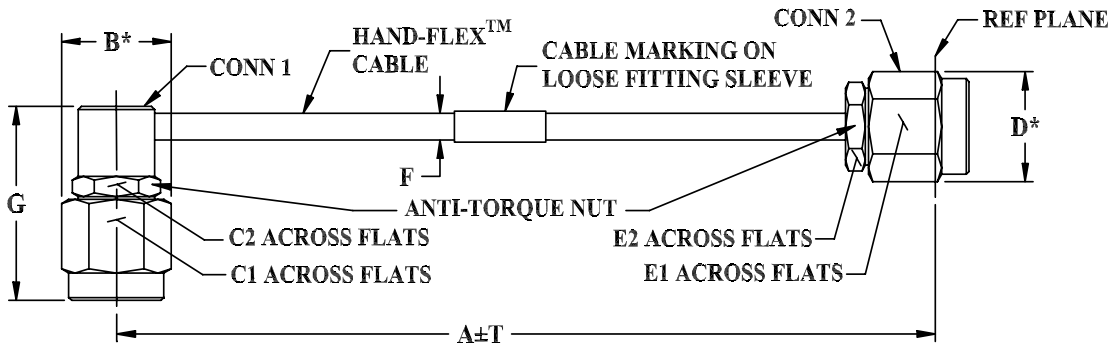 B*
CONN 1
HAND-FLEX™
CABLE
CABLE MARKING ON
LOOSE FITTING SLEEVE
CONN 2
REF PLANE
D*
G
F
ANTI-TORQUE NUT
C2 ACROSS FLATS
C1 ACROSS FLATS
E2 ACROSS FLATS
E1 ACROSS FLATS
A±T